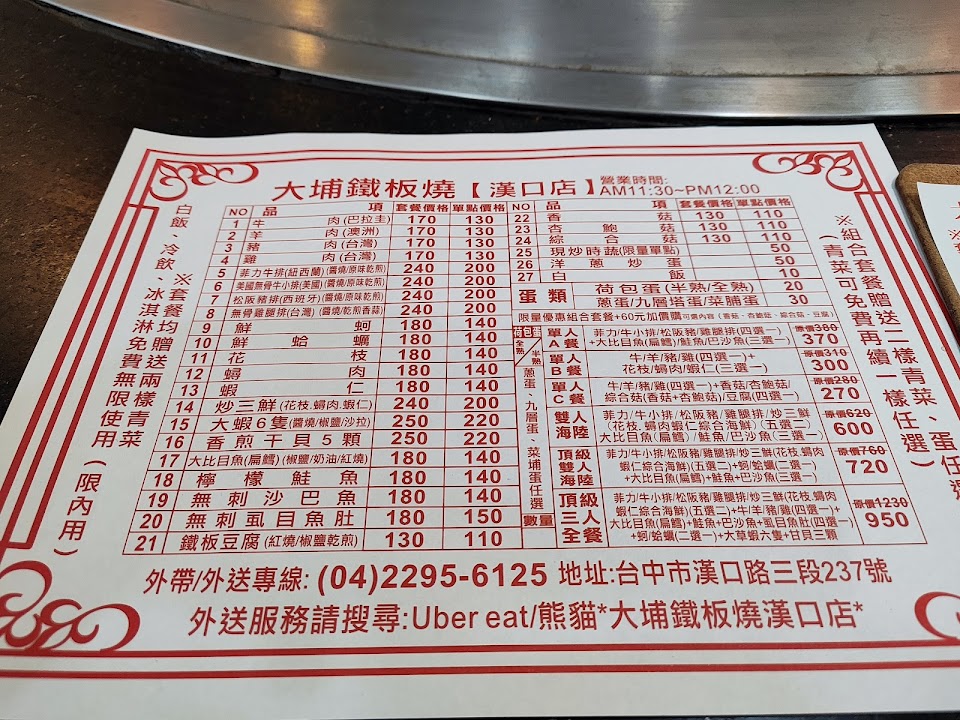 大埔鐵板燒【漢口店】營業時間:
AM11:30~PM12:00
NO 品項 套餐價格 單點價格
1 牛肉(巴拉圭) 170 130
2 羊肉(澳洲) 170 130
3 豬肉(台灣) 170 130
4 雞肉(台灣) 170 130
5 菲力牛排(紐西蘭)(醬燒/原味乾煎) 240 200
6 美國無骨牛小排(美國)(醬燒/原味乾煎) 240 200
7 松阪豬排(西班牙)(醬燒/原味乾煎) 240 200
8 無骨雞腿排(台灣)(醬燒/乾煎香蒜) 240 200
9 鮮蚵 180 140
10 鮮蛤蠣 180 140
11 花枝 180 140
12 蟳肉 180 140
13 蝦仁 180 140
14 炒三鮮(花枝.蟳肉.蝦仁) 240 200
15 大蝦6隻(醬燒/椒鹽/沙拉) 250 220
16 香煎干貝5顆 250 220
17 大比目魚(扁鱈)(椒鹽/奶油/紅燒) 180 140
18 檸檬鮭魚 180 140
19 無刺沙巴魚 180 140
20 無刺虱目魚肚 180 150
21 鐵板豆腐(紅燒/椒鹽乾煎) 130 110
NO 品項 套餐價格 單點價格
22 香菇 130 110
23 杏鮑菇 130 110
24 綜合菇 130 110
25 現炒時蔬(限量單點) 50
26 洋蔥炒蛋 50
27 白飯 10
蛋類 荷包蛋(半熟/全熟) 20
蔥蛋/九層塔蛋/菜脯蛋 30
限量優惠組合套餐+60元加價購(可選內容(香菇、杏鮑菇、綜合菇、豆腐)
荷包蛋 全熟/半熟 蔥蛋、九層蛋、菜埔蛋任選 數量
單人A餐 菲力/牛小排/松阪豬/雞腿排(四選一)
+大比目魚(扁鱈)/鮭魚/巴沙魚(三選一) 原價380 370
單人B餐 牛/羊/豬/雞(四選一)+
花枝/蟳肉/蝦仁(三選一) 原價310 300
單人C餐 牛/羊/豬/雞(四選一)+香菇/杏鮑菇/
綜合菇(香菇+杏鮑菇)/豆腐(四選一) 原價280 270
雙人海陸 菲力/牛小排/松阪豬/雞腿排/炒三鮮
(花枝.蟳肉蝦仁綜合海鮮)(五選二)
大比目魚(扁鱈)/鮭魚/巴沙魚(三選一) 原價620 600
頂級雙人海陸 菲力/牛小排/松阪豬/雞腿排/炒三鮮(花枝.蟳肉
蝦仁綜合海鮮)(五選二)+蚵/蛤蠣(二選一)
+大比目魚(扁鱈)+鮭魚+巴沙魚(三選一) 原價760 720
頂級三人全餐 菲力/牛小排/松阪豬/雞腿排/炒三鮮(花枝.蟳肉
蝦仁綜合海鮮)(五選二)+牛/羊/豬/雞(四選一)+
大比目魚(扁鱈)+鮭魚+巴沙魚+虱目魚肚(四選一)
+蚵/蛤蠣(二選一)+大草蝦六隻+甘貝三顆 原價1230 950
※套餐均贈送兩樣青菜
白飯、冷飲、冰淇淋免費無限使用(限內用)
※組合套餐贈送二樣青菜、蛋任選
(青菜可免費再續一樣任選)
外帶/外送專線:(04)2295-6125 地址:台中市漢口路三段237號
外送服務請搜尋:Uber eat/熊貓*大埔鐵板燒漢口店*